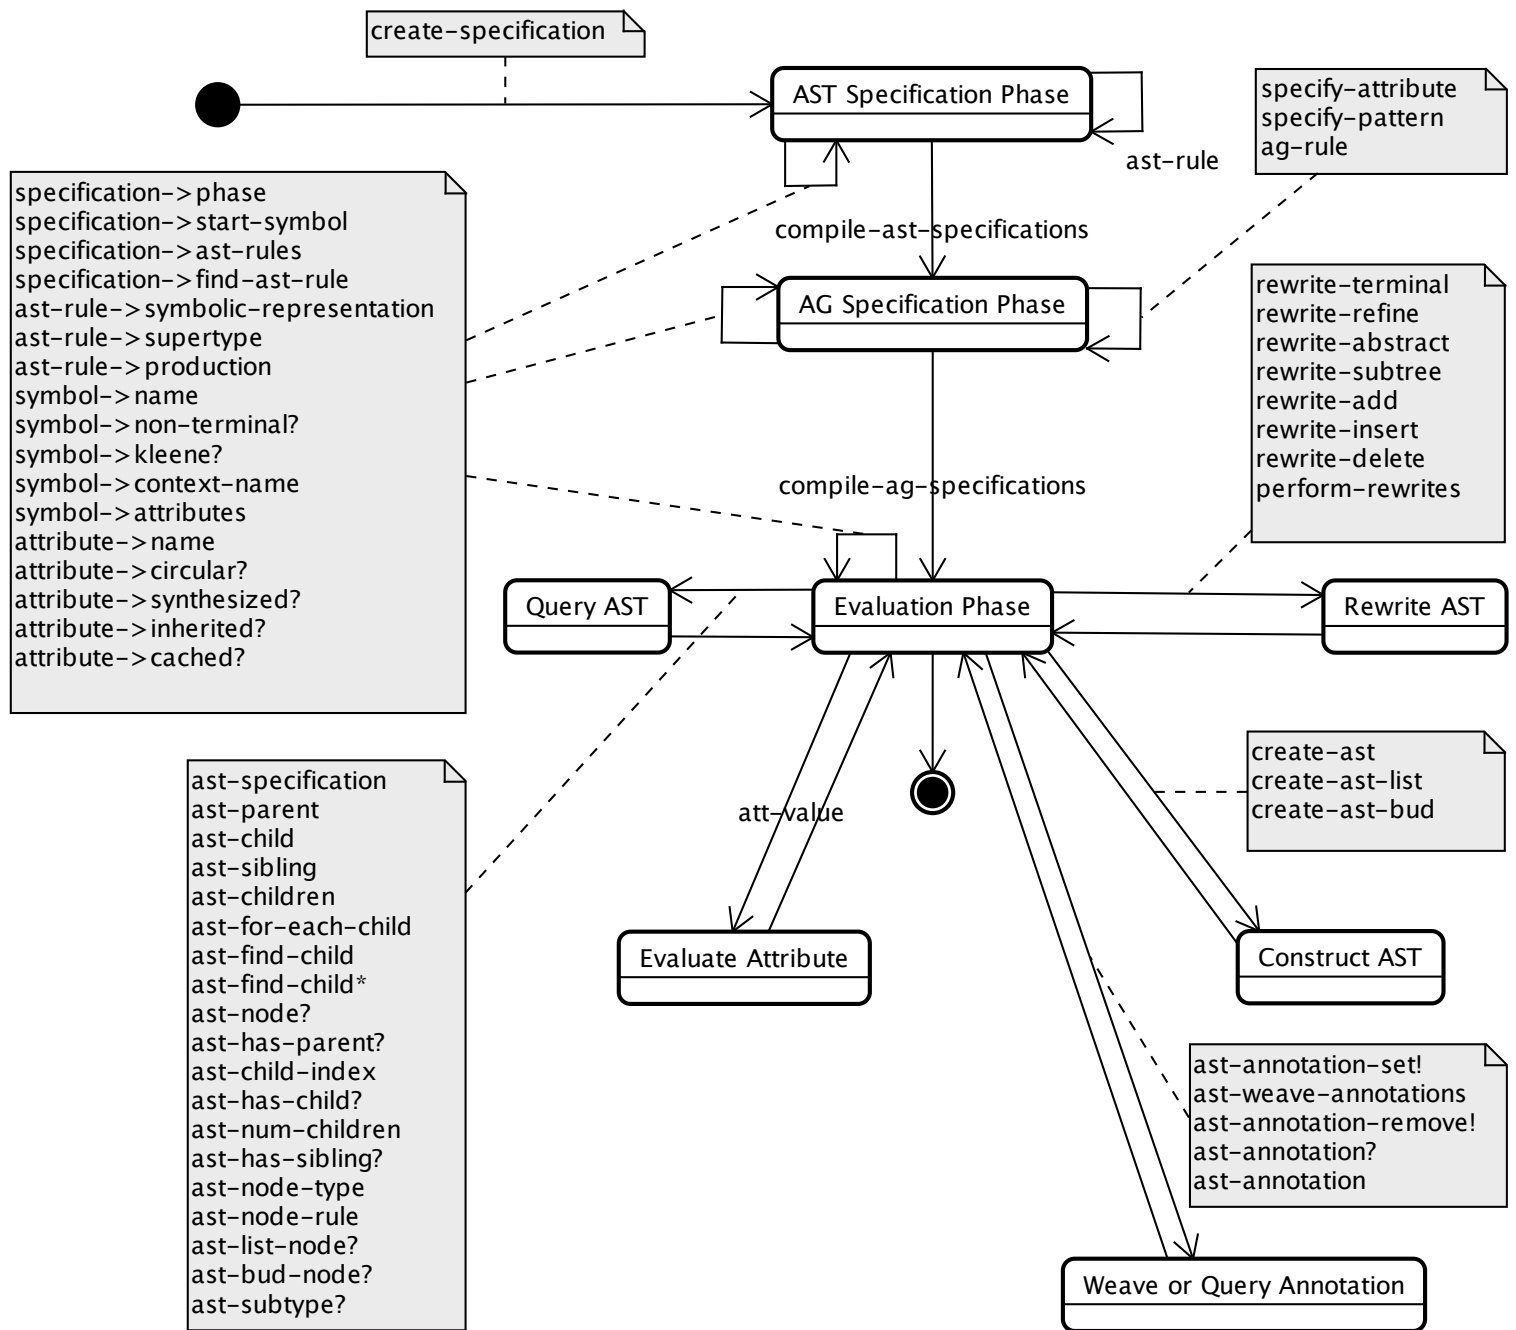 create-specification
AST Specification Phase
ast-rule
specify-attribute
specify-pattern
ag-rule
specification->phase
specification->start-symbol
specification->ast-rules
specification->find-ast-rule
ast-rule->symbolic-representation
ast-rule->supertype
ast-rule->production
symbol->name
symbol->non-terminal?
symbol->kleene?
symbol->context-name
symbol->attributes
attribute->name
attribute->circular?
attribute->synthesized?
attribute->inherited?
attribute->cached?
compile-ast-specifications
AG Specification Phase
rewrite-terminal
rewrite-refine
rewrite-abstract
rewrite-subtree
rewrite-add
rewrite-insert
rewrite-delete
perform-rewrites
compile-ag-specifications
Query AST
Evaluation Phase
Rewrite AST
ast-specification
ast-parent
ast-child
ast-sibling
ast-children
ast-for-each-child
ast-find-child
ast-find-child*
ast-node?
ast-has-parent?
ast-child-index
ast-has-child?
ast-num-children
ast-has-sibling?
ast-node-type
ast-node-rule
ast-list-node?
ast-bud-node?
ast-subtype?
att-value
create-ast
create-ast-list
create-ast-bud
Evaluate Attribute
Construct AST
ast-annotation-set!
ast-weave-annotations
ast-annotation-remove!
ast-annotation?
ast-annotation
Weave or Query Annotation